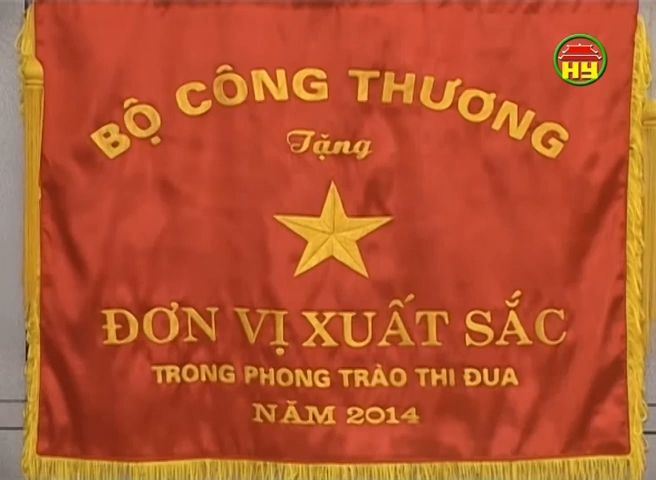 HY
BỘ CÔNG THƯƠNG
Tặng
ĐƠN VỊ XUẤT SẮC
TRONG PHONG TRÀO THI ĐUA
NĂM 2014